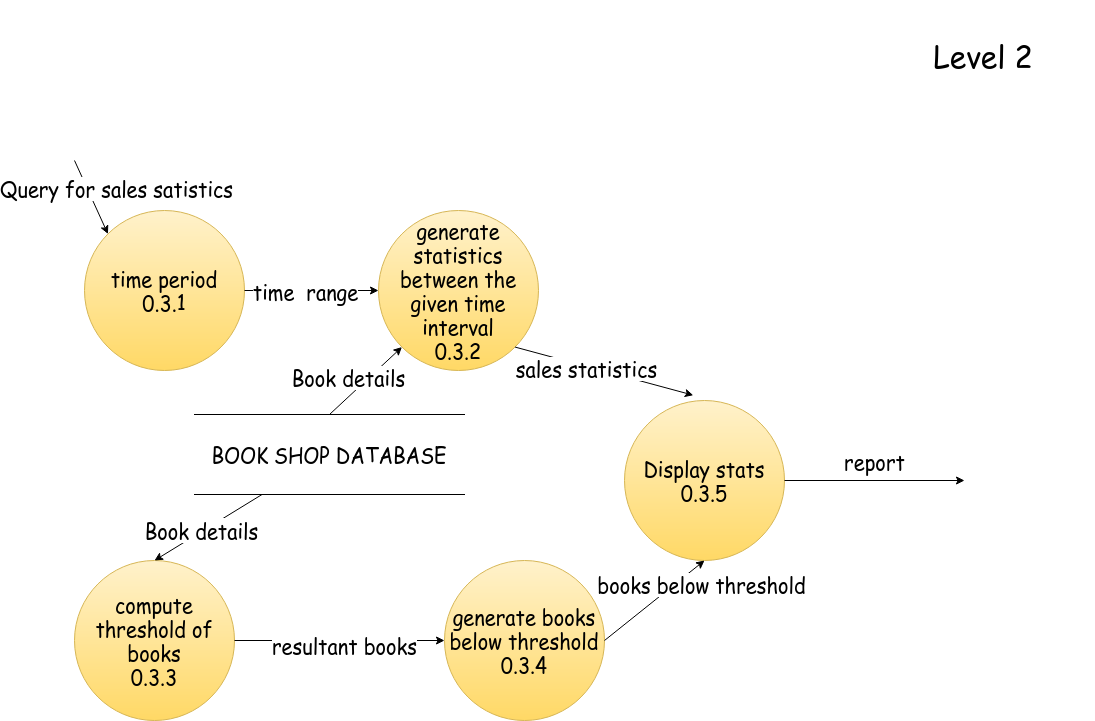 Level 2
Query for sales satistics
time period
0.3.1
time range
generate
statistics
between the
given time
interval
0.3.2
Book details
sales statistics
BOOK SHOP DATABASE
Display stats
0.3.5
report
Book details
compute
threshold of
books
0.3.3
resultant books
generate books
below threshold
0.3.4
books below threshold